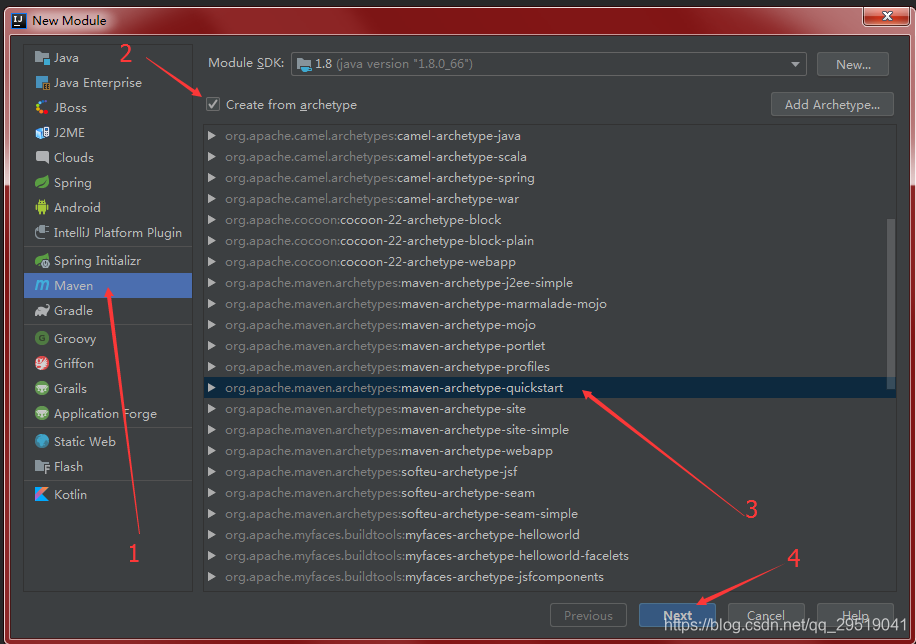 New Module
Java
Java Enterprise
JBoss
J2ME
Clouds
Spring
Android
IntelliJ Platform Plugin
Spring Initializr
Maven
Gradle
Groovy
Griffon
Grails
Application Forge
Static Web
Flash
Kotlin
1
2
Module SDK: 1.8 (java version "1.8.0_66") New...
Create from archetype Add Archetype...
org.apache.camel.archetypes:camel-archetype-java
org.apache.camel.archetypes:camel-archetype-scala
org.apache.camel.archetypes:camel-archetype-spring
org.apache.camel.archetypes:camel-archetype-war
org.apache.cocoon:cocoon-22-archetype-block
org.apache.cocoon:cocoon-22-archetype-block-plain
org.apache.cocoon:cocoon-22-archetype-webapp
org.apache.maven.archetypes:maven-archetype-j2ee-simple
org.apache.maven.archetypes:maven-archetype-marmalade-mojo
org.apache.maven.archetypes:maven-archetype-mojo
org.apache.maven.archetypes:maven-archetype-portlet
org.apache.maven.archetypes:maven-archetype-profiles
org.apache.maven.archetypes:maven-archetype-quickstart
org.apache.maven.archetypes:maven-archetype-site
org.apache.maven.archetypes:maven-archetype-site-simple
org.apache.maven.archetypes:maven-archetype-webapp
org.apache.maven.archetypes:softeu-archetype-jsf
org.apache.maven.archetypes:softeu-archetype-seam
org.apache.maven.archetypes:softeu-archetype-seam-simple
org.apache.myfaces.buildtools:myfaces-archetype-helloworld
org.apache.myfaces.buildtools:myfaces-archetype-helloworld-facelets
org.apache.myfaces.buildtools:myfaces-archetype-jsfcomponents
3
4
Previous Next Cancel Help
https://blog.csdn.net/qq_29519041